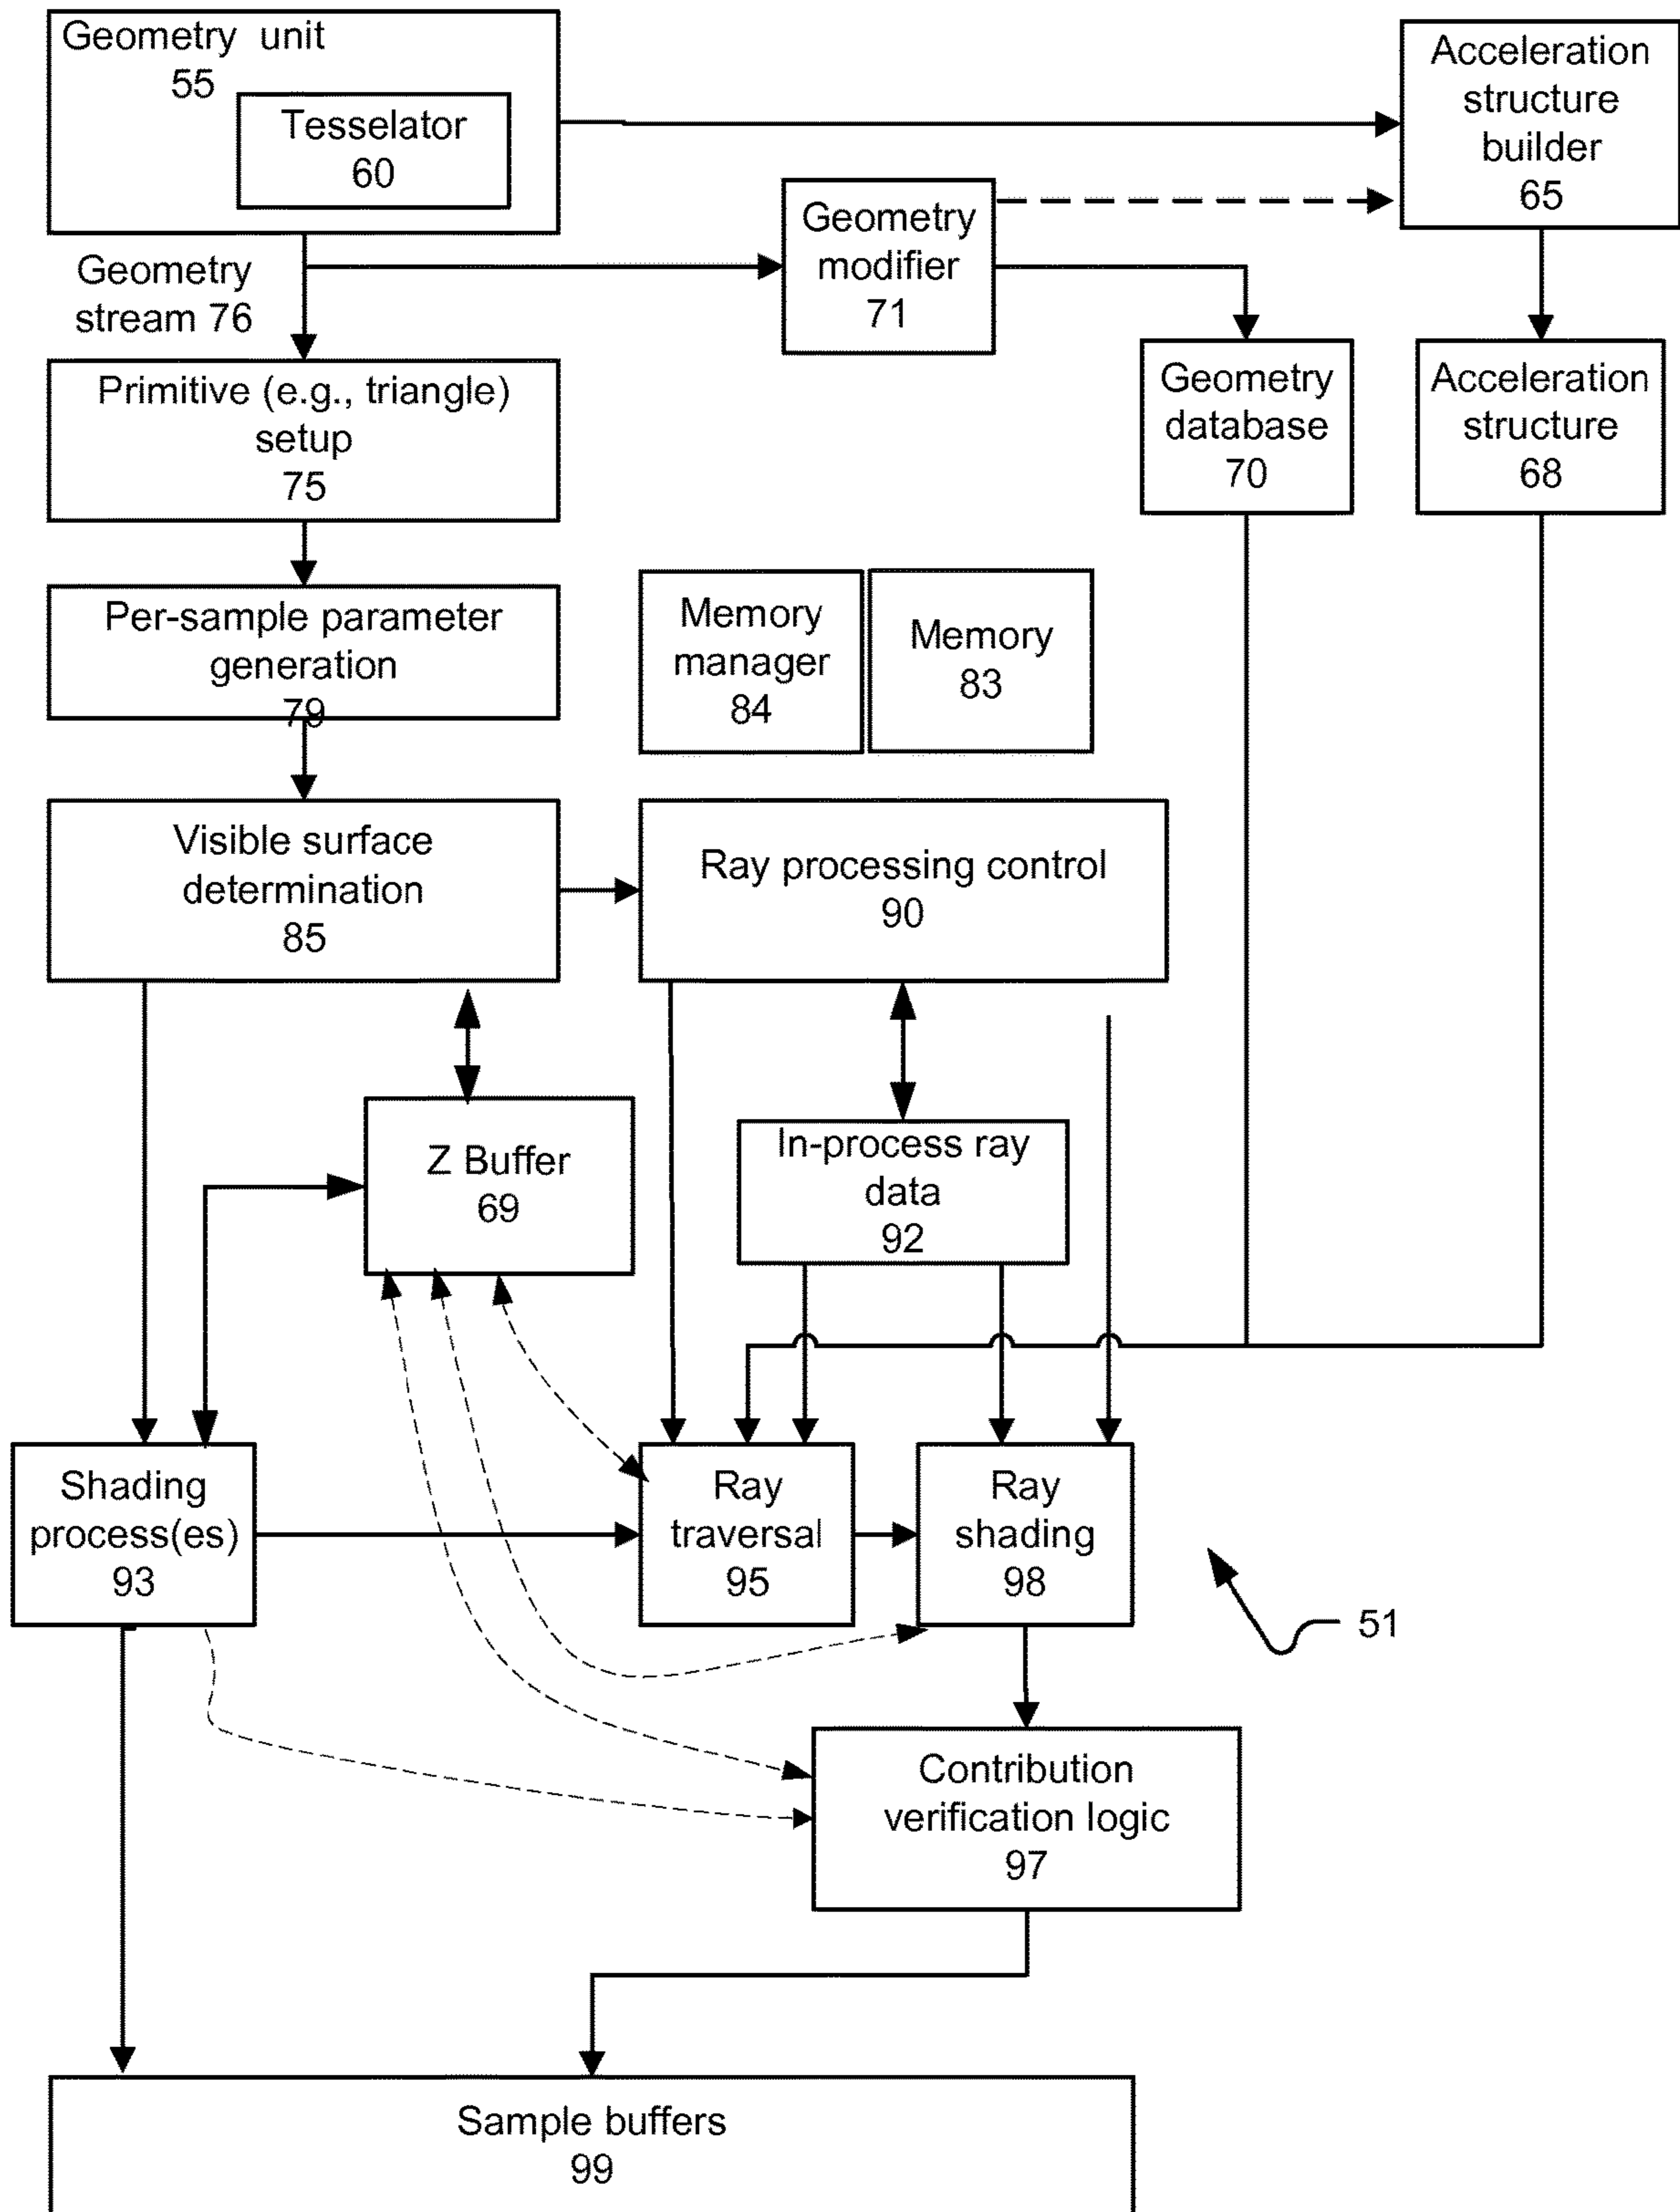 Geometry unit
55
Tesselator
60
Acceleration
structure
builder
65
Geometry
modifier
71
Geometry
stream 76
Primitive (e.g., triangle)
setup
75
Geometry
database
70
Acceleration
structure
68
Per-sample parameter
generation
79
Memory
manager
84
Memory
83
Visible surface
determination
85
Ray processing control
90
Z Buffer
69
In-process ray
data
92
Shading
process(es)
93
Ray
traversal
95
Ray
shading
98
51
Contribution
verification logic
97
Sample buffers
99